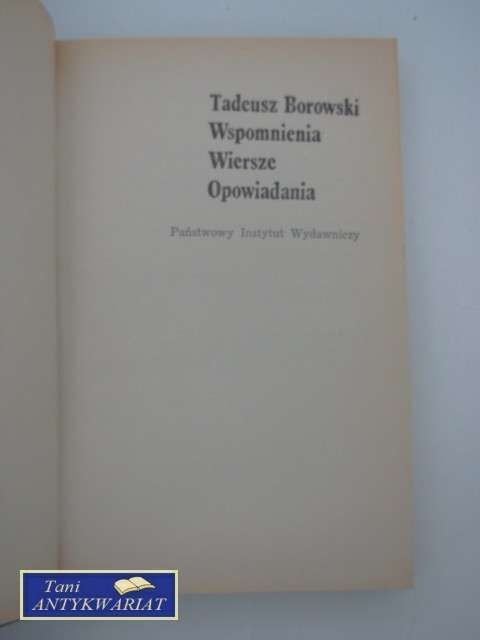 Tadeusz Borowski
Wspomnienia
Wiersze
Opowiadania
Państwowy Instytut Wydawniczy
Tani
ANTYKWARIAT